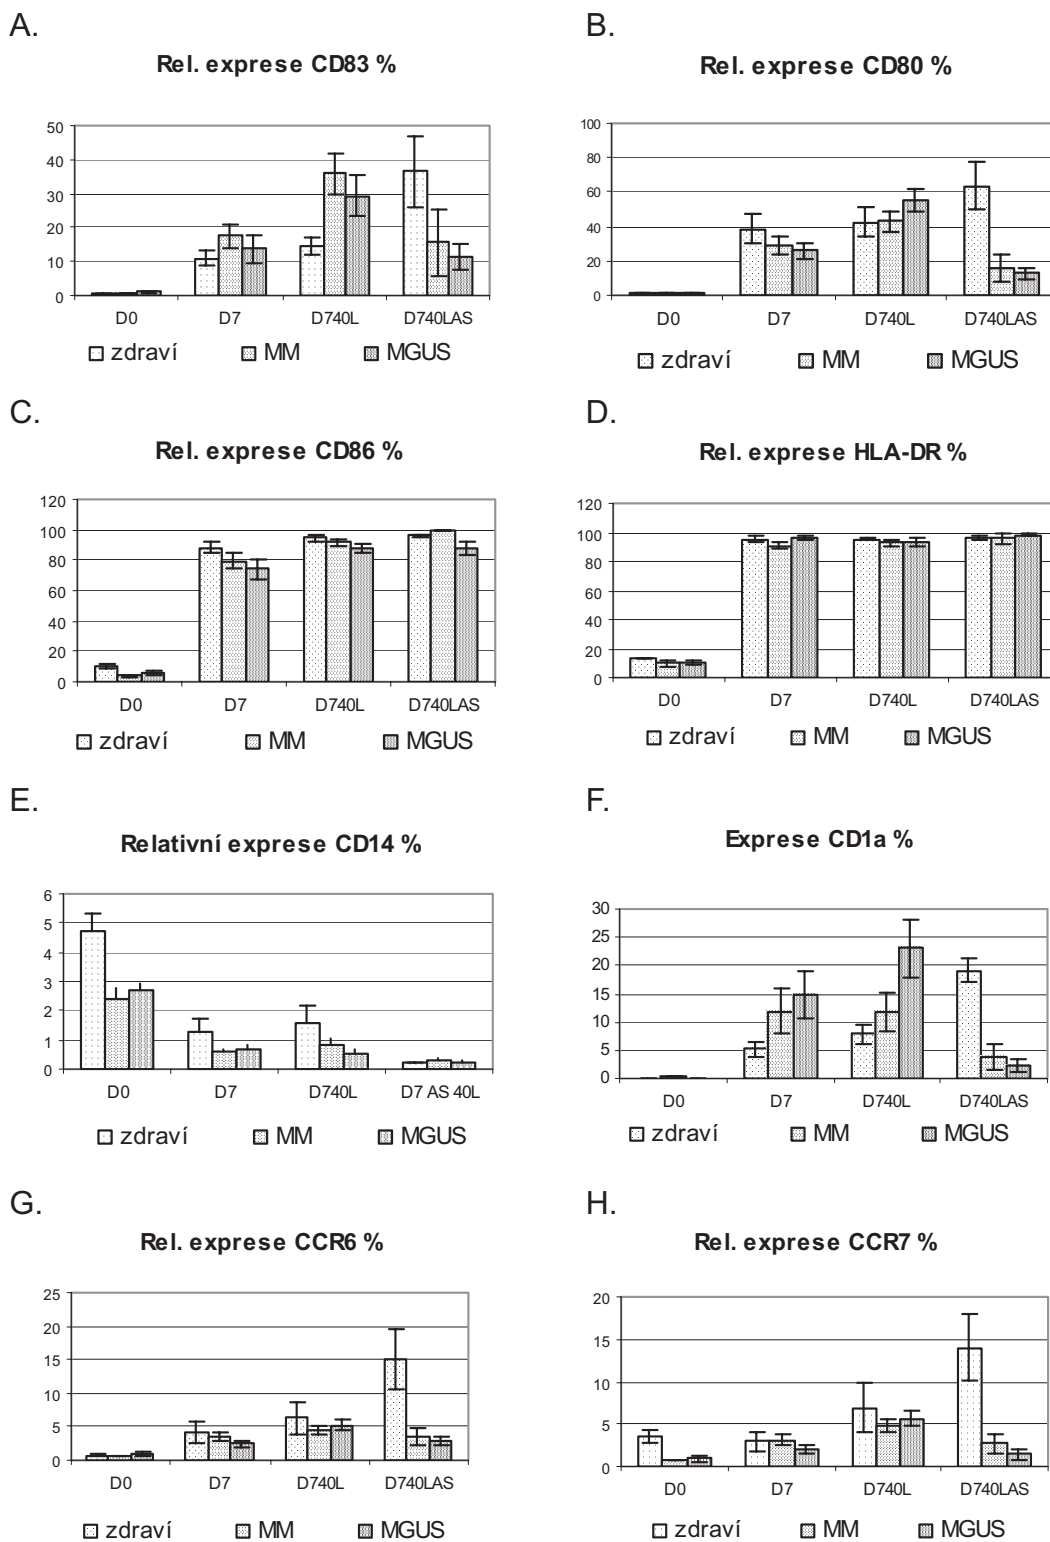 A.
Rel. exprese CD83 %
50
40
30
20
10
0
D0 D7 D740L D740LAS
zdraví MM MGUS
B.
Rel. exprese CD80 %
100
80
60
40
20
0
D0 D7 D740L D740LAS
zdraví MM MGUS
C.
Rel. exprese CD86 %
120
100
80
60
40
20
0
D0 D7 D740L D740LAS
zdraví MM MGUS
D.
Rel. exprese HLA-DR %
120
100
80
60
40
20
0
D0 D7 D740L D740LAS
zdraví MM MGUS
E.
Relativní exprese CD14 %
6
5
4
3
2
1
0
D0 D7 D740L D7 AS 40L
zdraví MM MGUS
F.
Exprese CD1a %
30
25
20
15
10
5
0
D0 D7 D740L D740LAS
zdraví MM MGUS
G.
Rel. exprese CCR6 %
25
20
15
10
5
0
D0 D7 D740L D740LAS
zdraví MM MGUS
H.
Rel. exprese CCR7 %
20
15
10
5
0
D0 D7 D740L D740LAS
zdraví MM MGUS